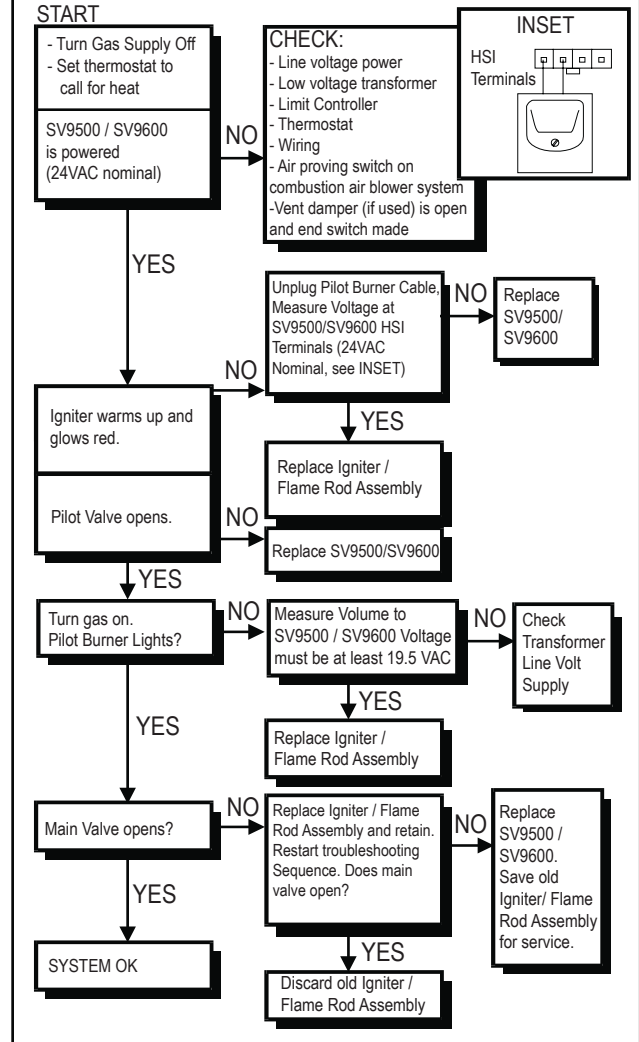 START
- Turn Gas Supply Off
- Set thermostat to
call for heat
SV9500 / SV9600
is powered
(24VAC nominal)
NO
CHECK:
- Line voltage power
- Low voltage transformer
- Limit Controller
- Thermostat
- Wiring
- Air proving switch on
combustion air blower system
-Vent damper (if used) is open
and end switch made
INSET
HSI
Terminals
YES
Igniter warms up and
glows red.
NO
Unplug Pilot Burner Cable,
Measure Voltage at
SV9500/SV9600 HSI
Terminals (24VAC
Nominal, see INSET)
NO
Replace
SV9500/
SV9600
YES
Replace Igniter /
Flame Rod Assembly
Pilot Valve opens.
NO
Replace SV9500/SV9600
YES
Turn gas on.
Pilot Burner Lights?
NO
Measure Volume to
SV9500 / SV9600 Voltage
must be at least 19.5 VAC
NO
Check
Transformer
Line Volt
Supply
YES
Replace Igniter /
Flame Rod Assembly
YES
Main Valve opens?
NO
Replace Igniter / Flame
Rod Assembly and retain.
Restart troubleshooting
Sequence. Does main
valve open?
NO
Replace
SV9500 /
SV9600.
Save old
Igniter/ Flame
Rod Assembly
for service.
YES
Discard old Igniter /
Flame Rod Assembly
YES
SYSTEM OK